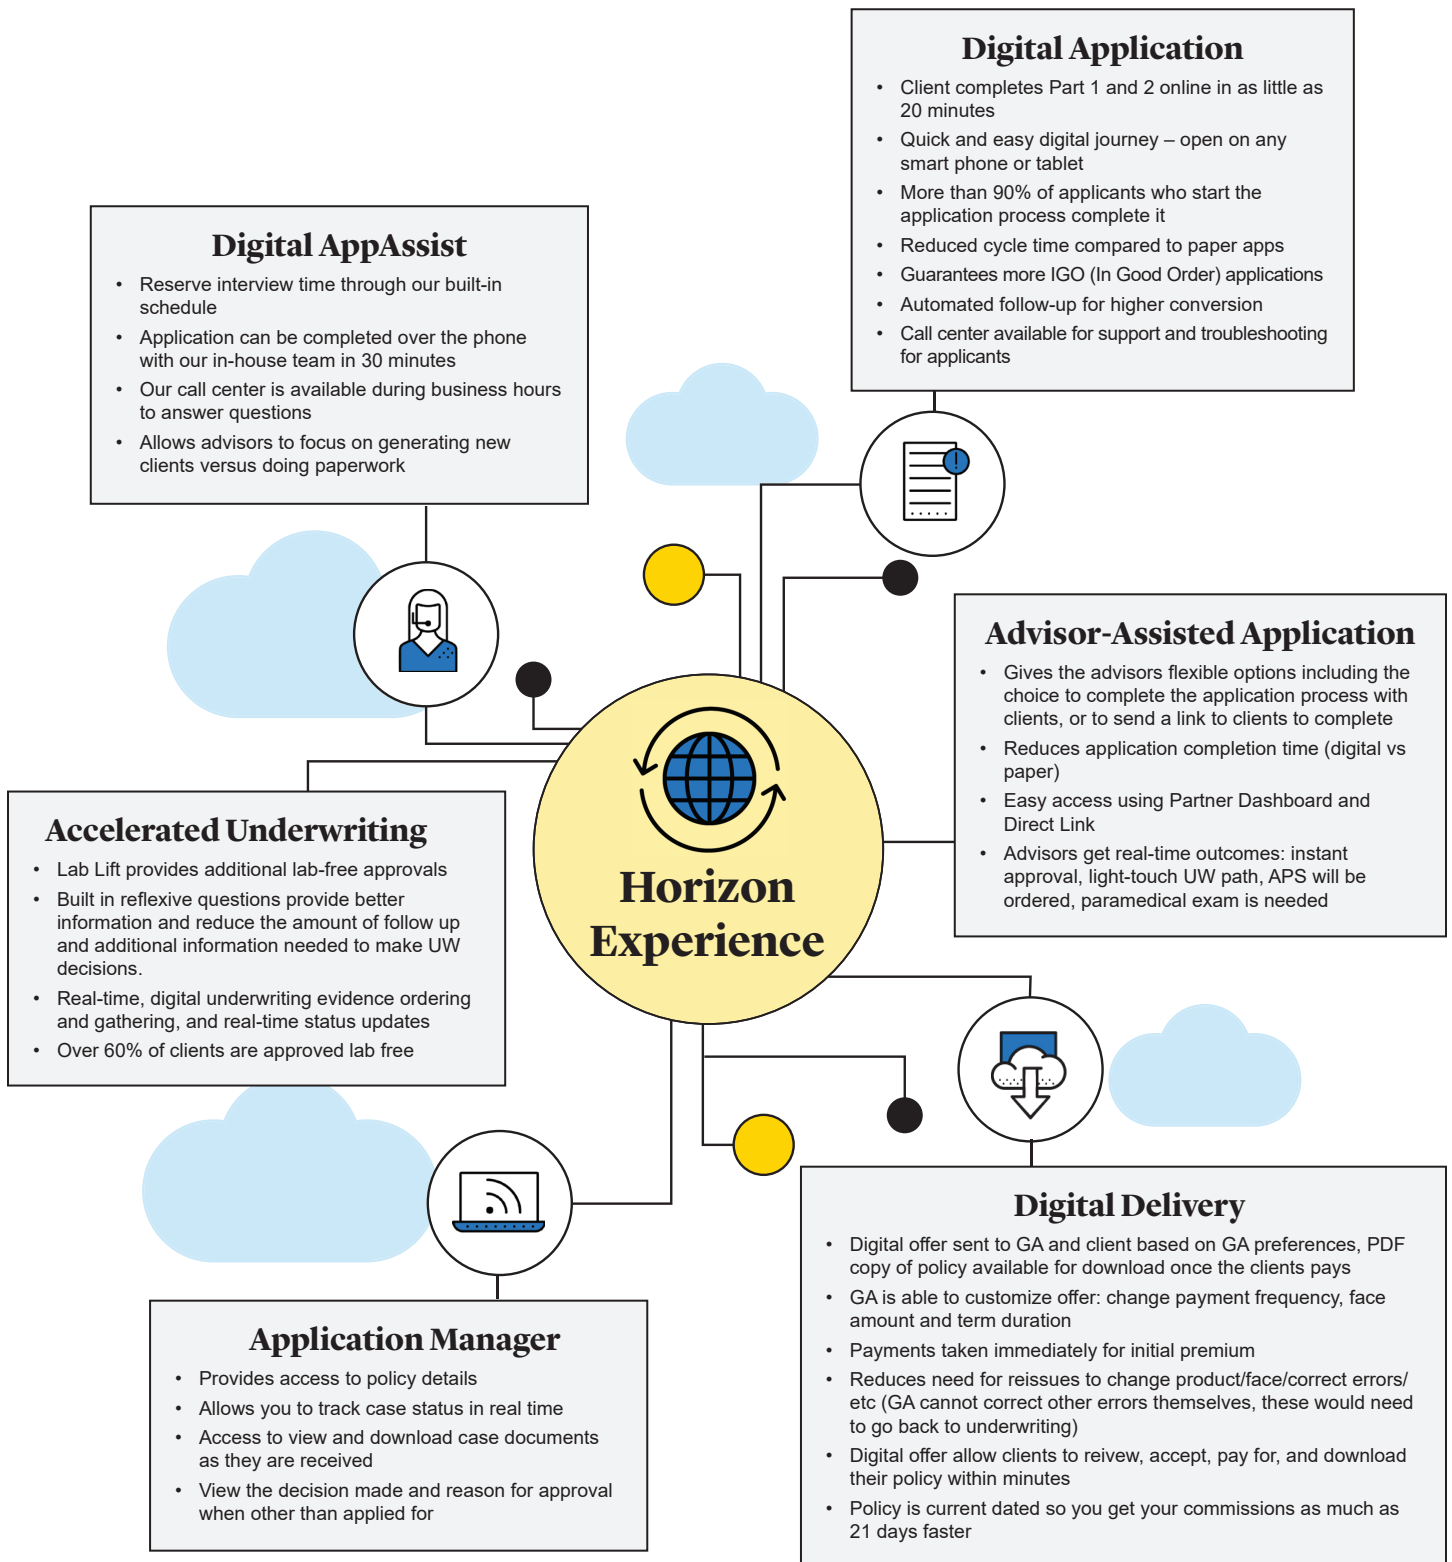 Digital Application
• Client completes Part 1 and 2 online in as little as
20 minutes
• Quick and easy digital journey – open on any
smart phone or tablet
• More than 90% of applicants who start the
application process complete it
• Reduced cycle time compared to paper apps
• Guarantees more IGO (In Good Order) applications
• Automated follow-up for higher conversion
• Call center available for support and troubleshooting
for applicants
Digital AppAssist
• Reserve interview time through our built-in
schedule
• Application can be completed over the phone
with our in-house team in 30 minutes
• Our call center is available during business hours
to answer questions
• Allows advisors to focus on generating new
clients versus doing paperwork
Advisor-Assisted Application
• Gives the advisors flexible options including the
choice to complete the application process with
clients, or to send a link to clients to complete
• Reduces application completion time (digital vs
paper)
• Easy access using Partner Dashboard and
Direct Link
• Advisors get real-time outcomes: instant
approval, light-touch UW path, APS will be
ordered, paramedical exam is needed
Horizon
Experience
Accelerated Underwriting
• Lab Lift provides additional lab-free approvals
• Built in reflexive questions provide better
information and reduce the amount of follow up
and additional information needed to make UW
decisions.
• Real-time, digital underwriting evidence ordering
and gathering, and real-time status updates
• Over 60% of clients are approved lab free
Digital Delivery
• Digital offer sent to GA and client based on GA preferences, PDF
copy of policy available for download once the clients pays
• GA is able to customize offer: change payment frequency, face
amount and term duration
• Payments taken immediately for initial premium
• Reduces need for reissues to change product/face/correct errors/
etc (GA cannot correct other errors themselves, these would need
to go back to underwriting)
• Digital offer allow clients to reivew, accept, pay for, and download
their policy within minutes
• Policy is current dated so you get your commissions as much as
21 days faster
Application Manager
• Provides access to policy details
• Allows you to track case status in real time
• Access to view and download case documents
as they are received
• View the decision made and reason for approval
when other than applied for